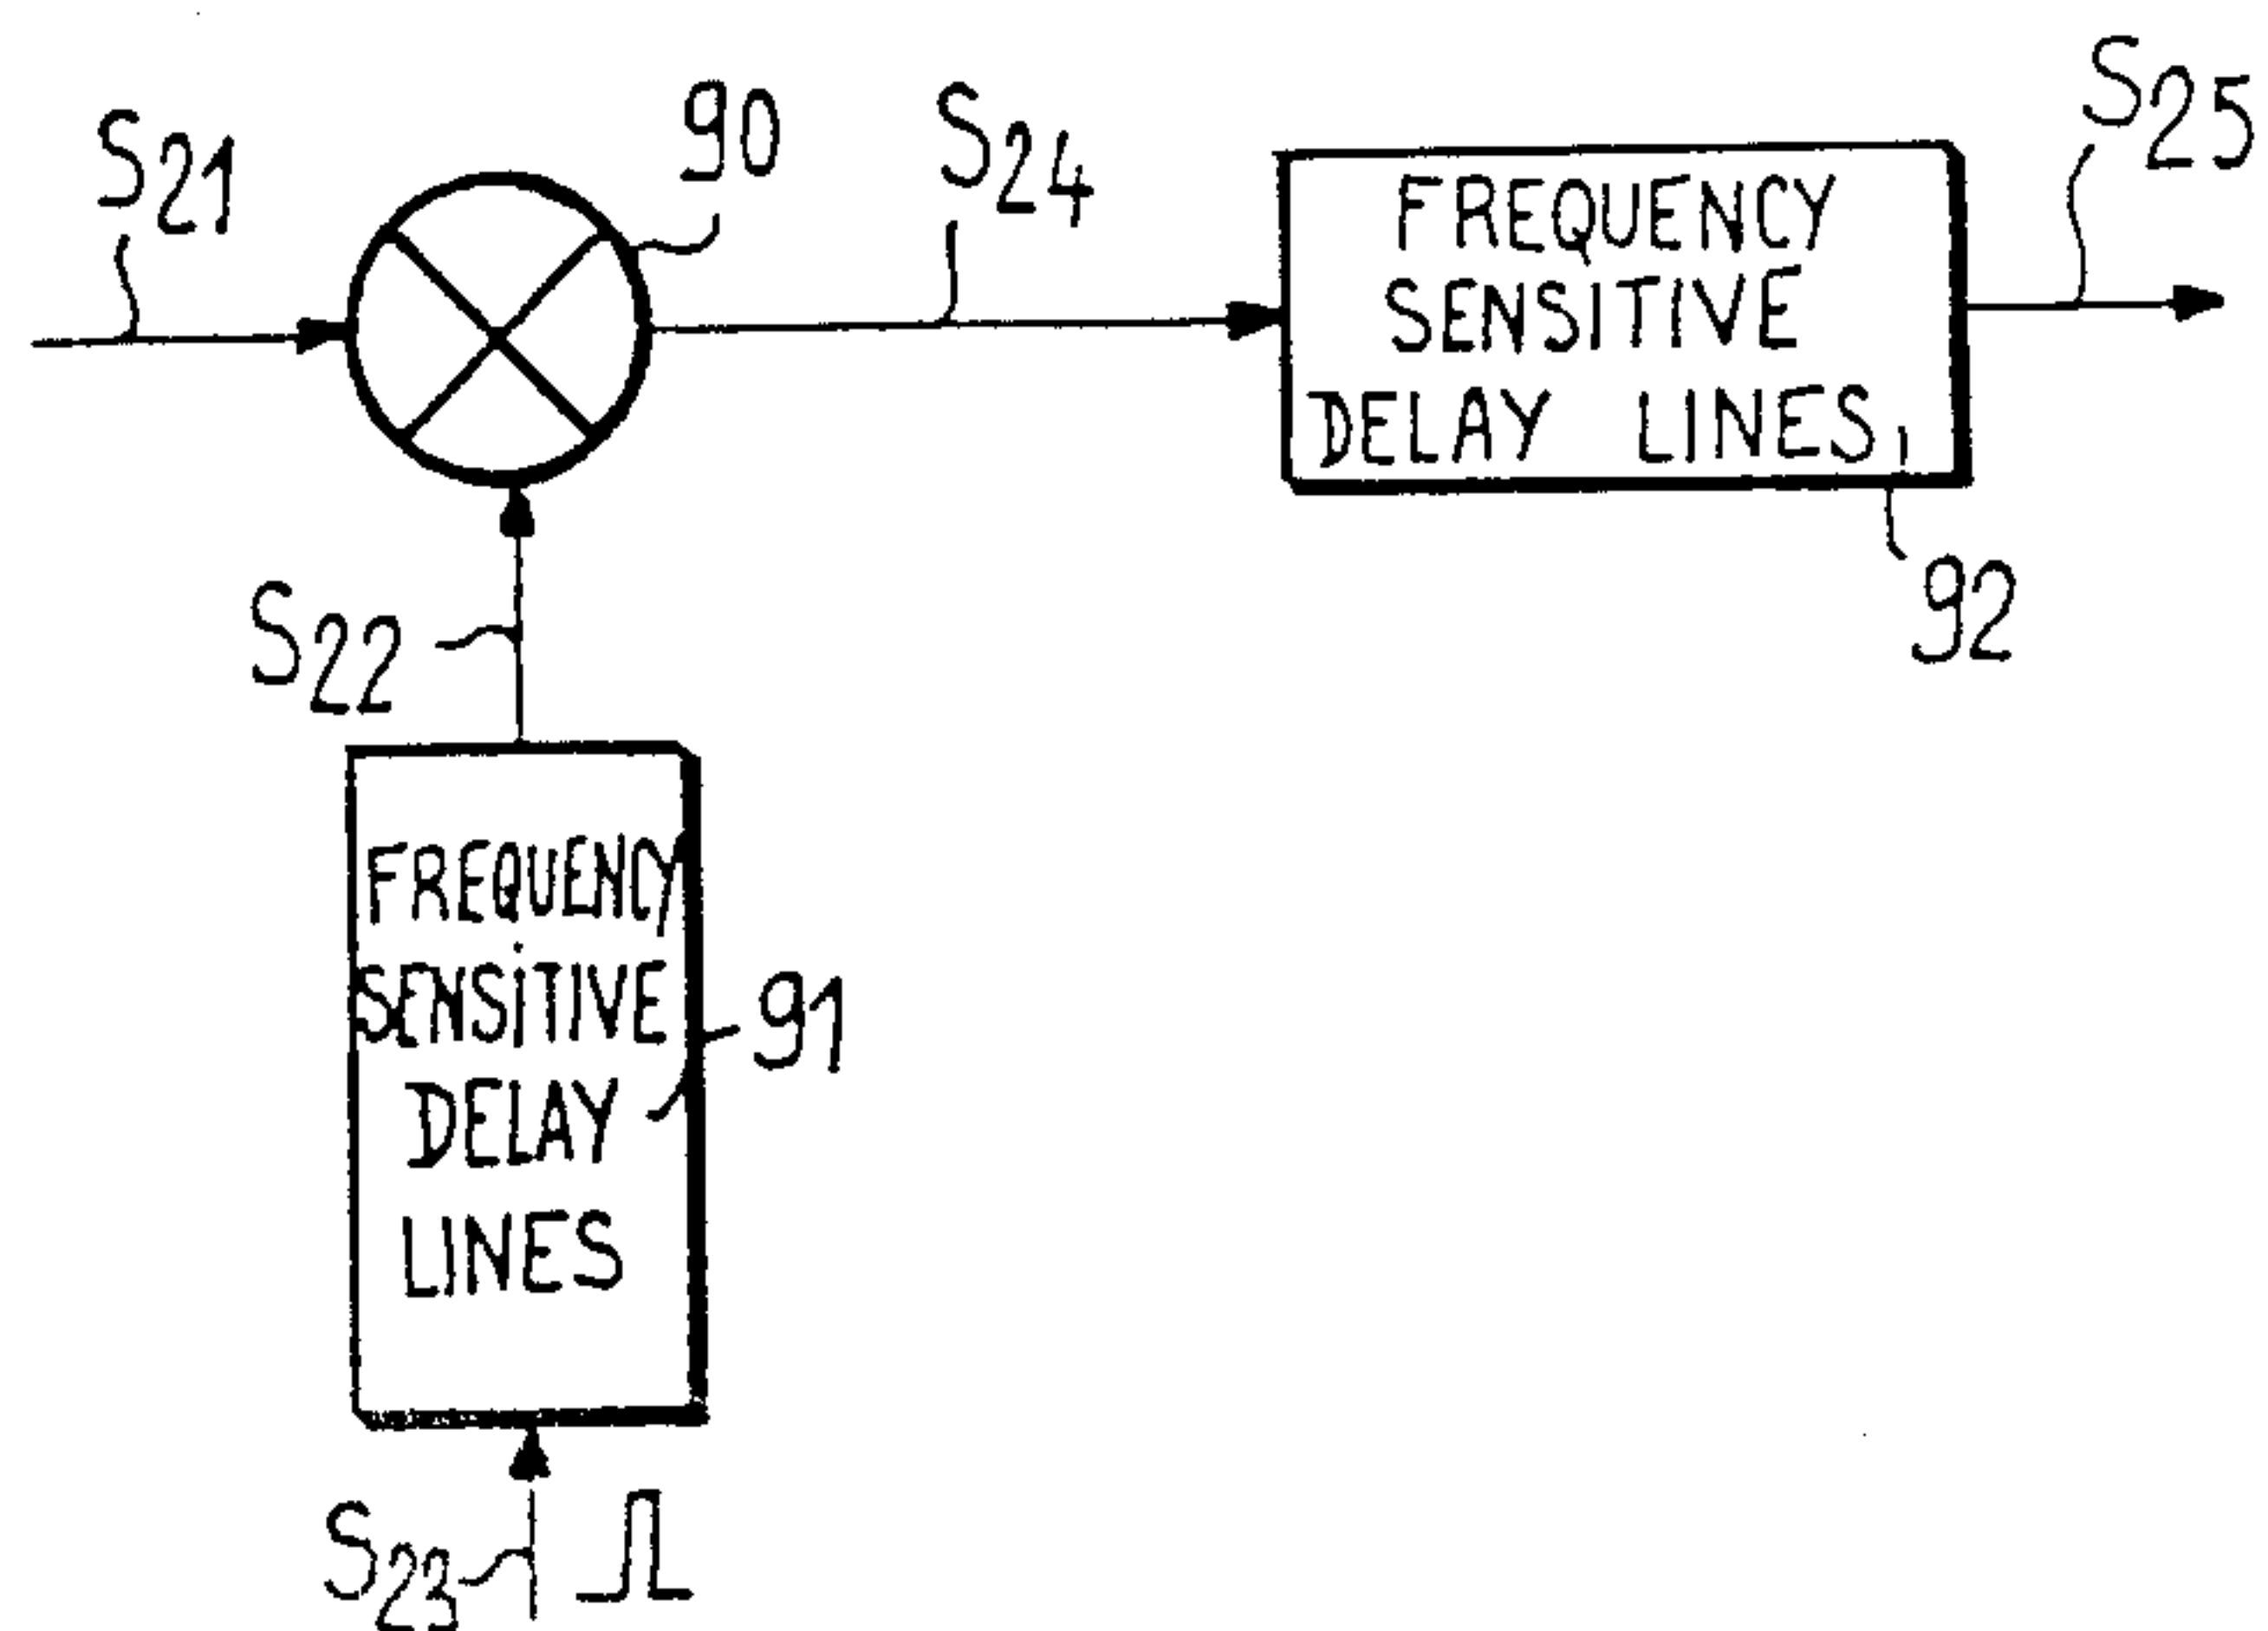 S21
90
S24
S25
FREQUENCY
SENSITIVE
DELAY LINES
92
S22
FREQUENCY
SENSiTIVE
DELAY
LINES
91
S23